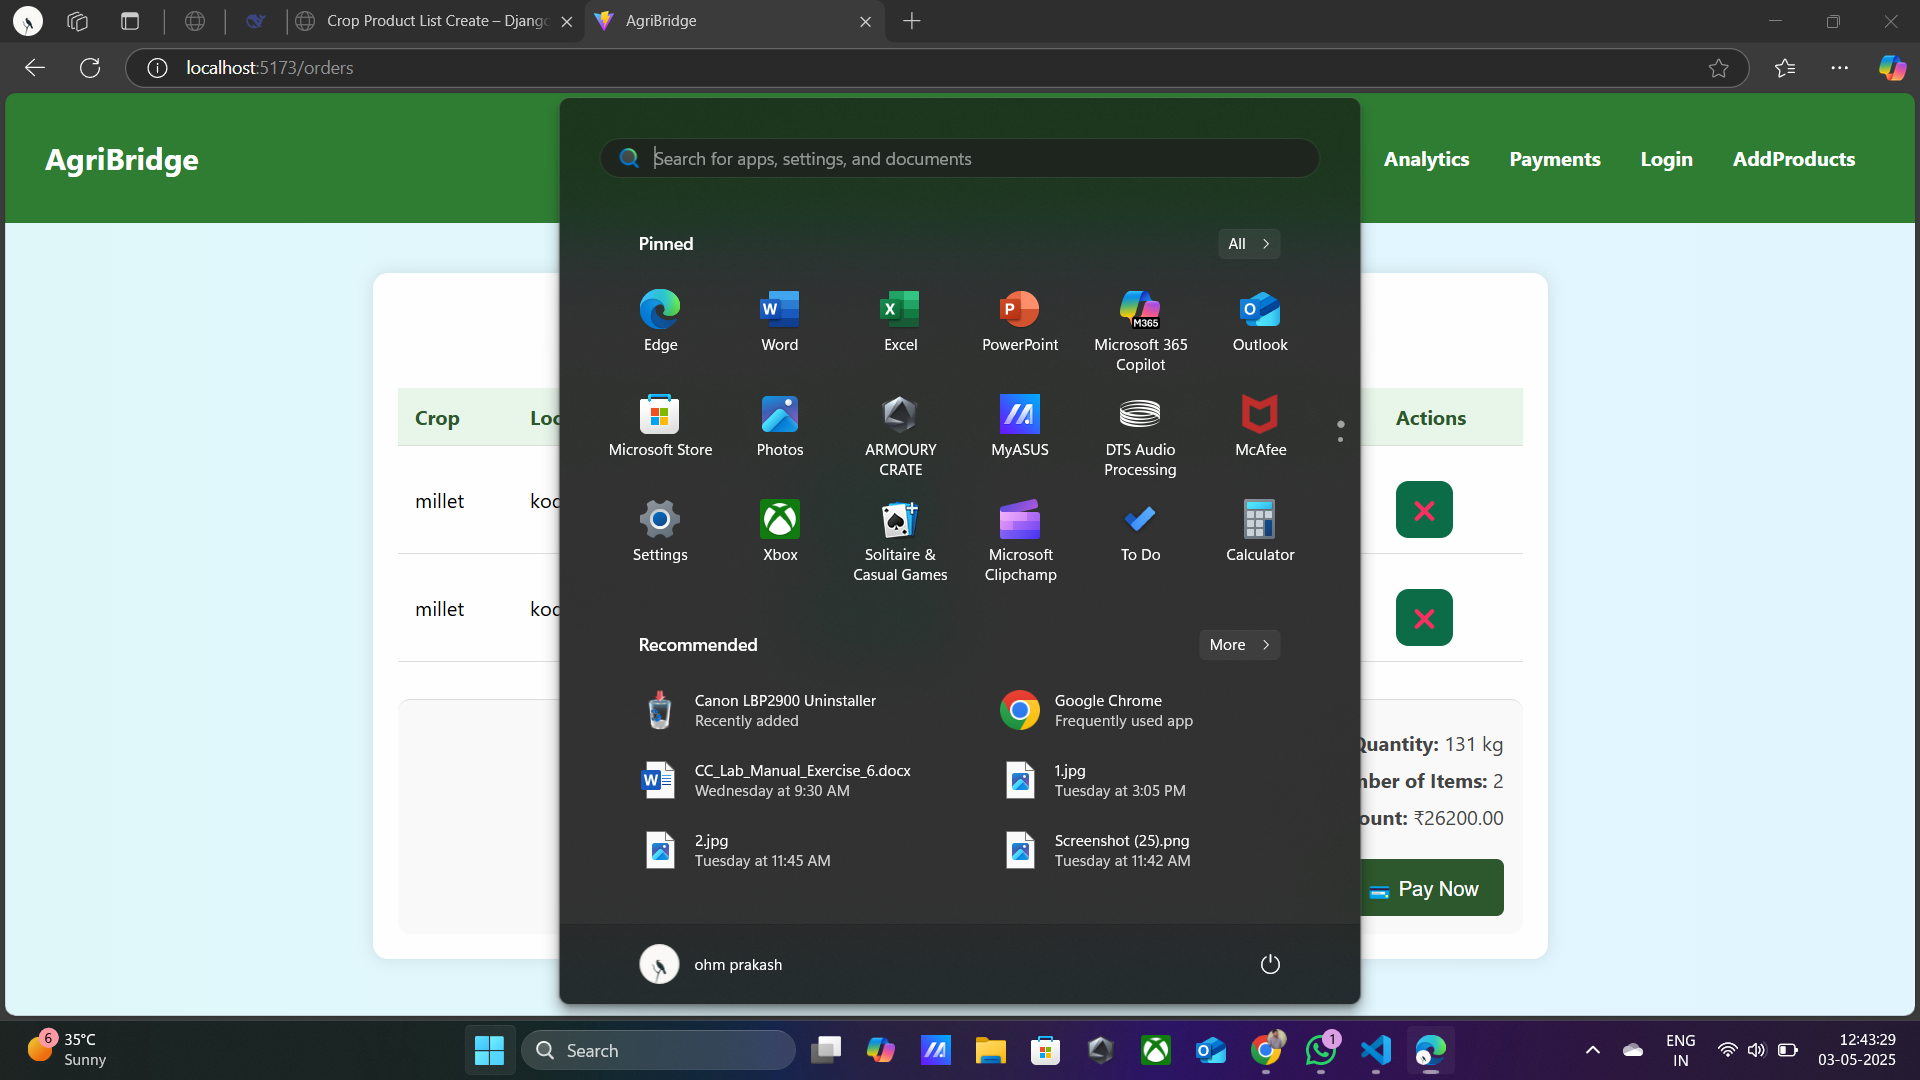 Crop Product List Create – Django
AgriBridge
localhost:5173/orders
AgriBridge
Analytics
Payments
Login
AddProducts
Search for apps, settings, and documents
Pinned
All
Edge
Word
Excel
PowerPoint
M365
Microsoft 365
Copilot
Outlook
Microsoft Store
Photos
ARMOURY
CRATE
MyASUS
DTS Audio
Processing
McAfee
Settings
Xbox
Solitaire &
Casual Games
Microsoft
Clipchamp
To Do
Calculator
Recommended
More
Canon LBP2900 Uninstaller
Recently added
Google Chrome
Frequently used app
CC_Lab_Manual_Exercise_6.docx
Wednesday at 9:30 AM
1.jpg
Tuesday at 3:05 PM
2.jpg
Tuesday at 11:45 AM
Screenshot (25).png
Tuesday at 11:42 AM
ohm prakash
Crop
Loc
Actions
millet
koc
millet
koc
Quantity: 131 kg
nber of Items: 2
ount: ₹26200.00
Pay Now
6
35°C
Sunny
Search
1
ENG
IN
12:43:29
03-05-2025